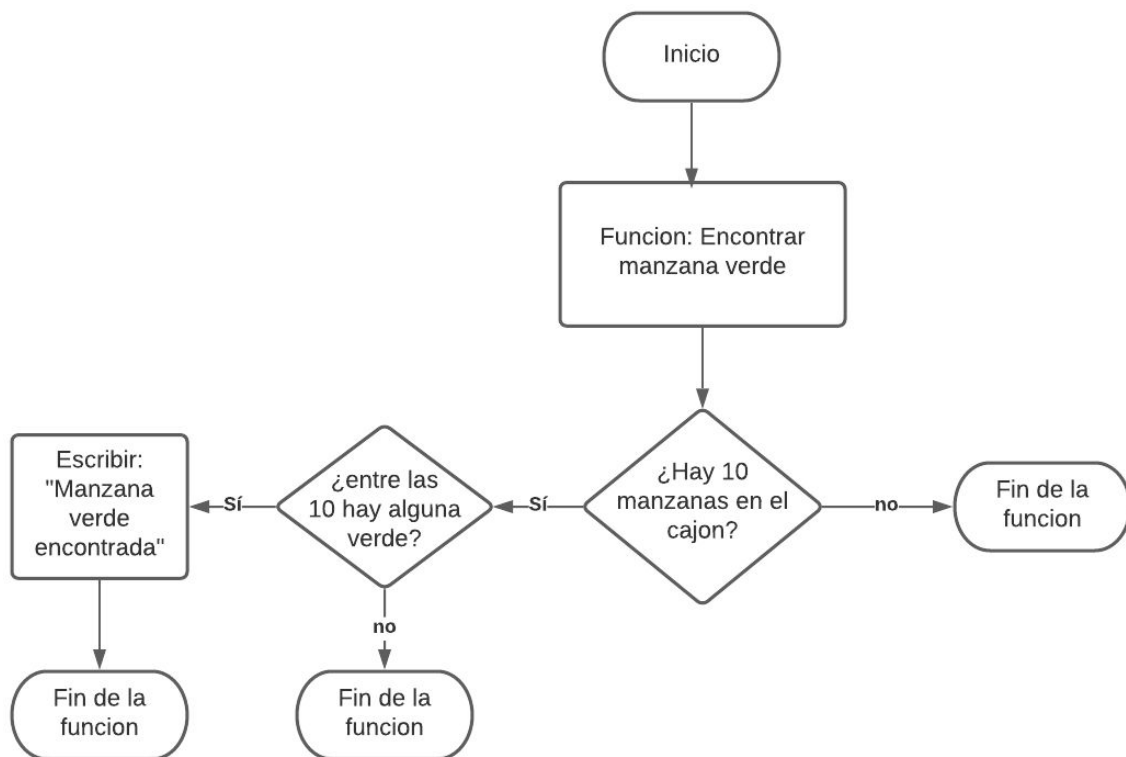 Inicio
Funcion: Encontrar
manzana verde
¿Hay 10
manzanas en el
cajon?
no
Fin de la
funcion
Sí
¿entre las
10 hay alguna
verde?
Sí
Escribir:
"Manzana
verde
encontrada"
no
Fin de la
funcion
Fin de la
funcion